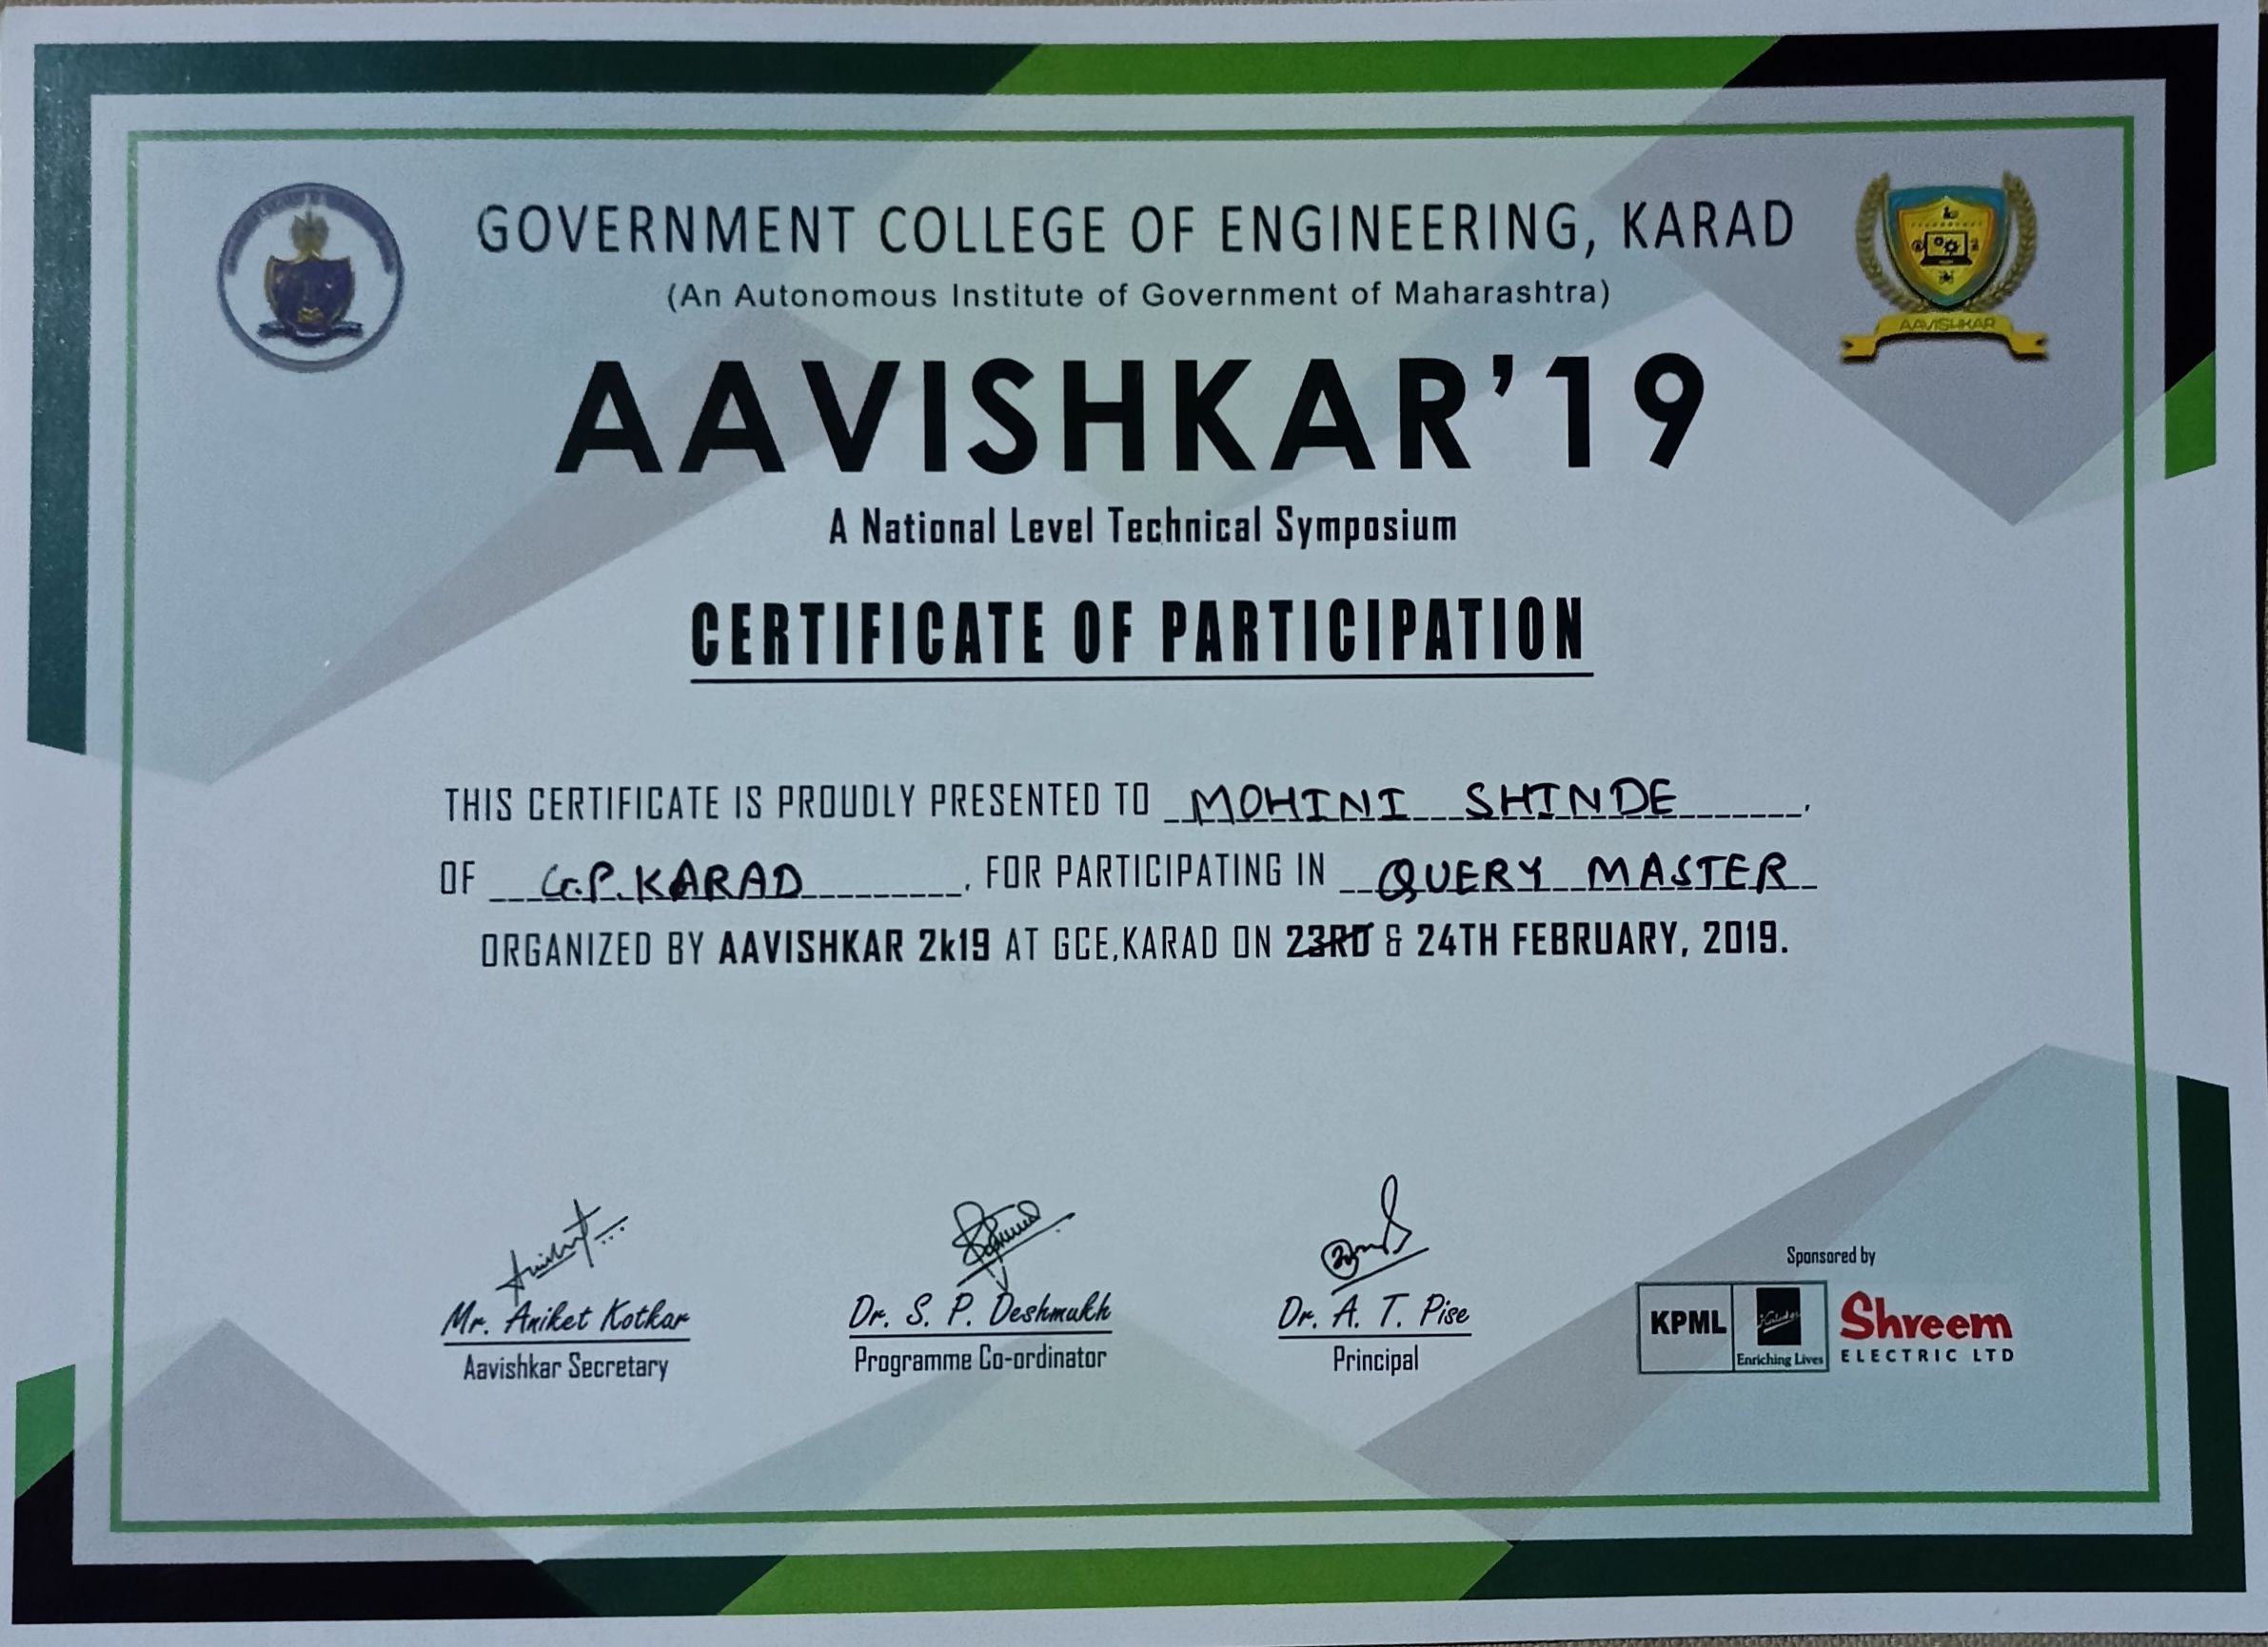 GOVERNMENT COLLEGE OF ENGINEERING, KARAD
(An Autonomous Institute of Government of Maharashtra)
AAVISHKAR
AAVISHKAR'19
A National Level Technical Symposium
CERTIFICATE OF PARTICIPATION
THIS CERTIFICATE IS PROUDLY PRESENTED TO MOHINI SHINDE,
OF G.P. KARAD, FOR PARTICIPATING IN QUERY MASTER
ORGANIZED BY AAVISHKAR 2k19 AT GCE,KARAD ON 23RD & 24TH FEBRUARY, 2019.
Mr. Aniket Kotkar
Aavishkar Secretary
Dr. S. P. Deshmukh
Programme Co-ordinator
Dr. A. T. Pise
Principal
Sponsored by
KPML
Enriching Lives
Shreem
ELECTRIC LTD